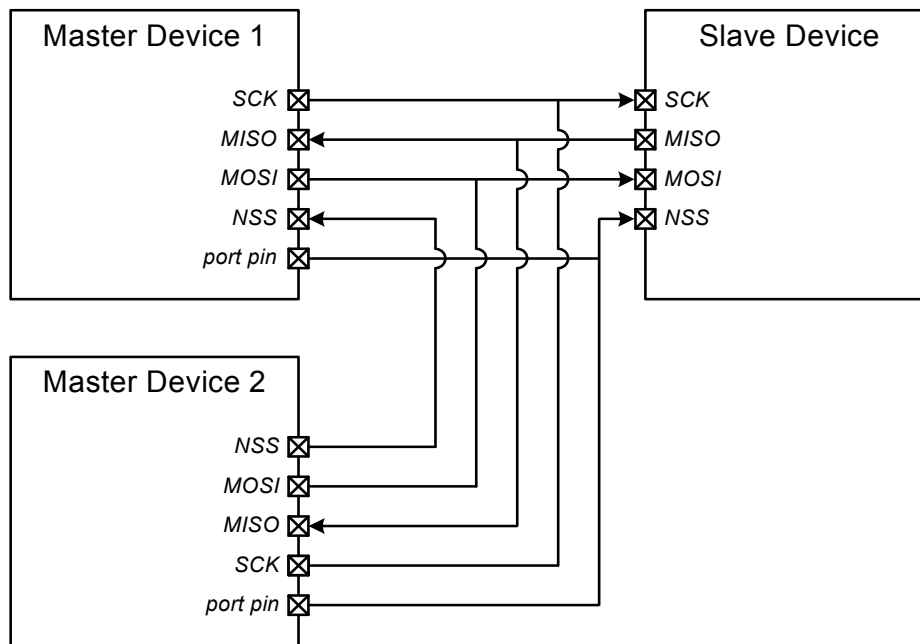 Master Device 1
SCK
MISO
MOSI
NSS
port pin
Slave Device
SCK
MISO
MOSI
NSS
Master Device 2
NSS
MOSI
MISO
SCK
port pin